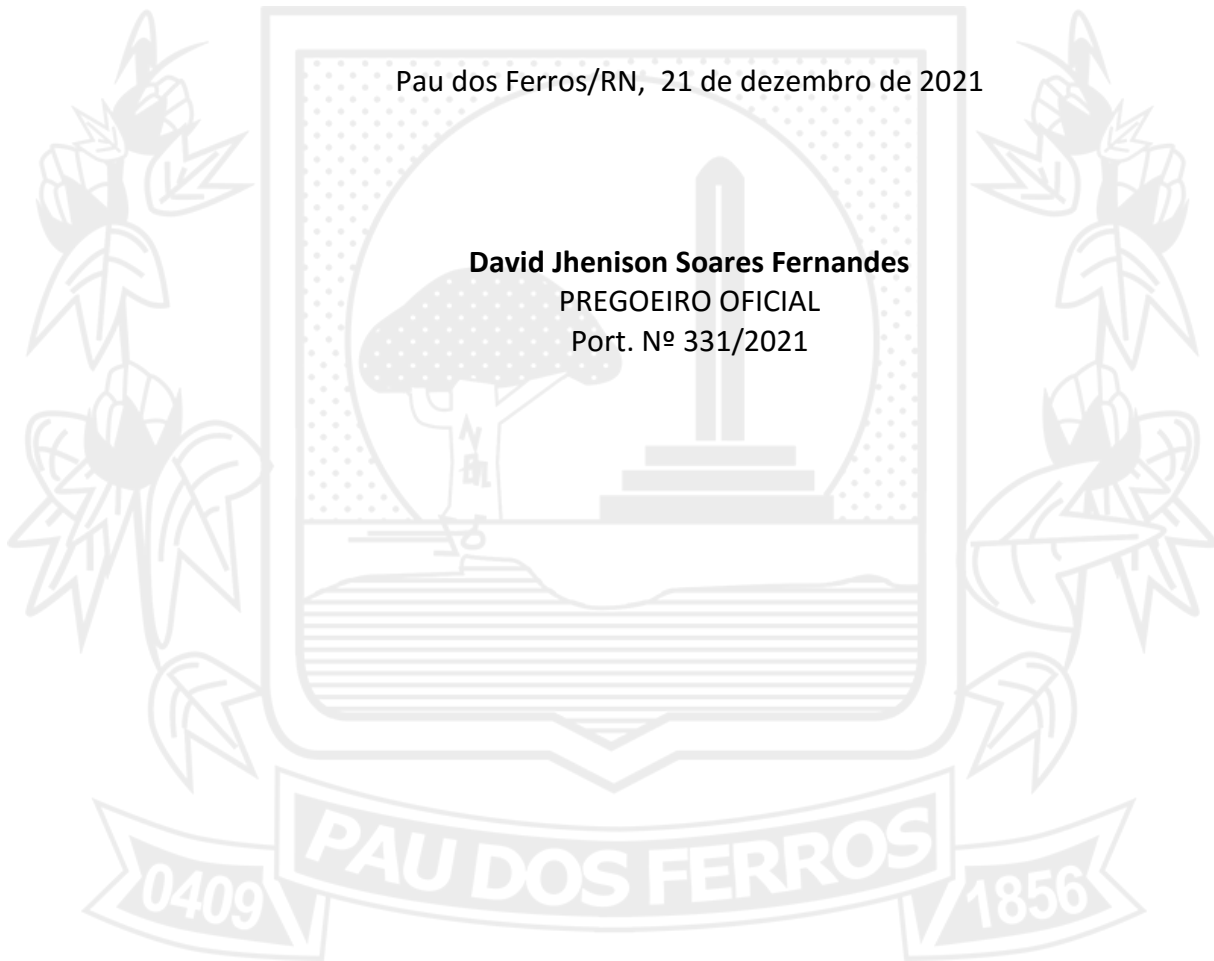 Pau dos Ferros/RN, 21 de dezembro de 2021
David Jhenison Soares Fernandes
PREGOEIRO OFICIAL
Port. Nº 331/2021
PAU DOS FERROS
0409
1856